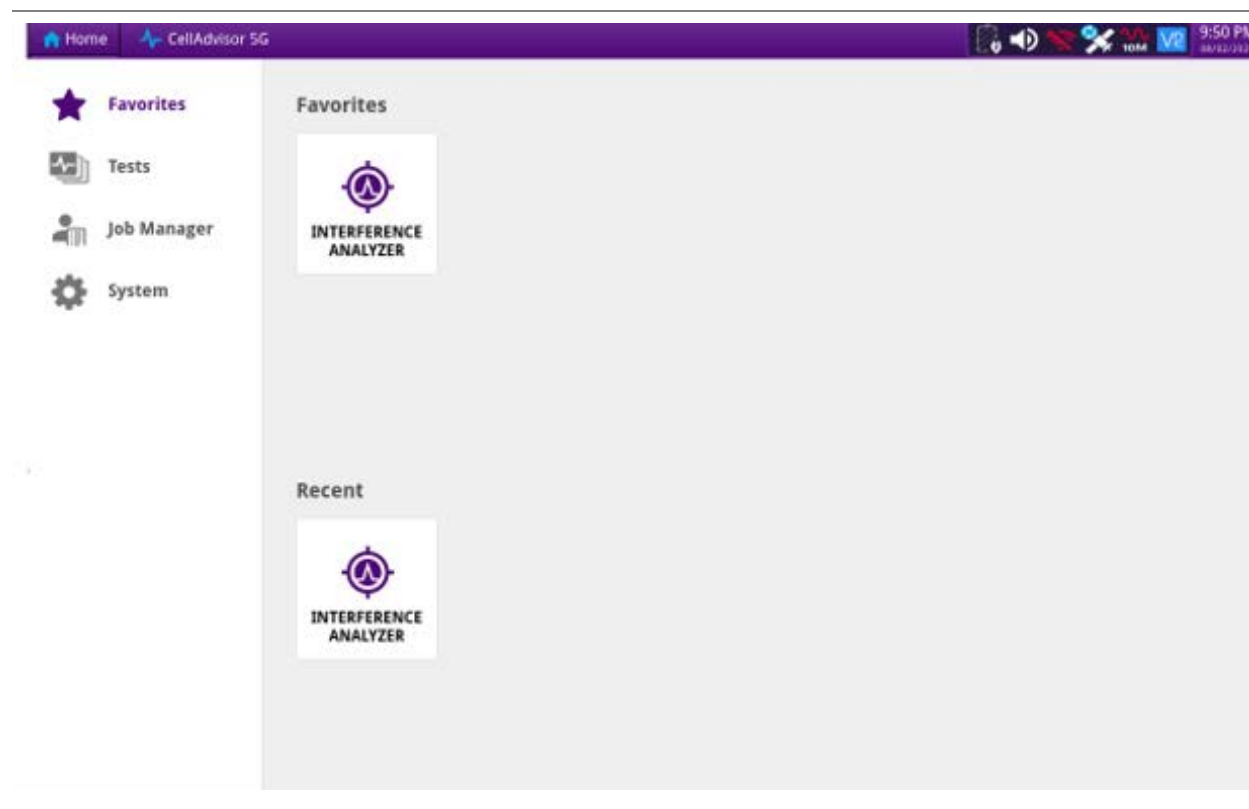 Home CellAdvisor 5G 10M 9:50 PM
Favorites
Tests
Job Manager
System
Favorites
INTERFERENCE
ANALYZER
Recent
INTERFERENCE
ANALYZER